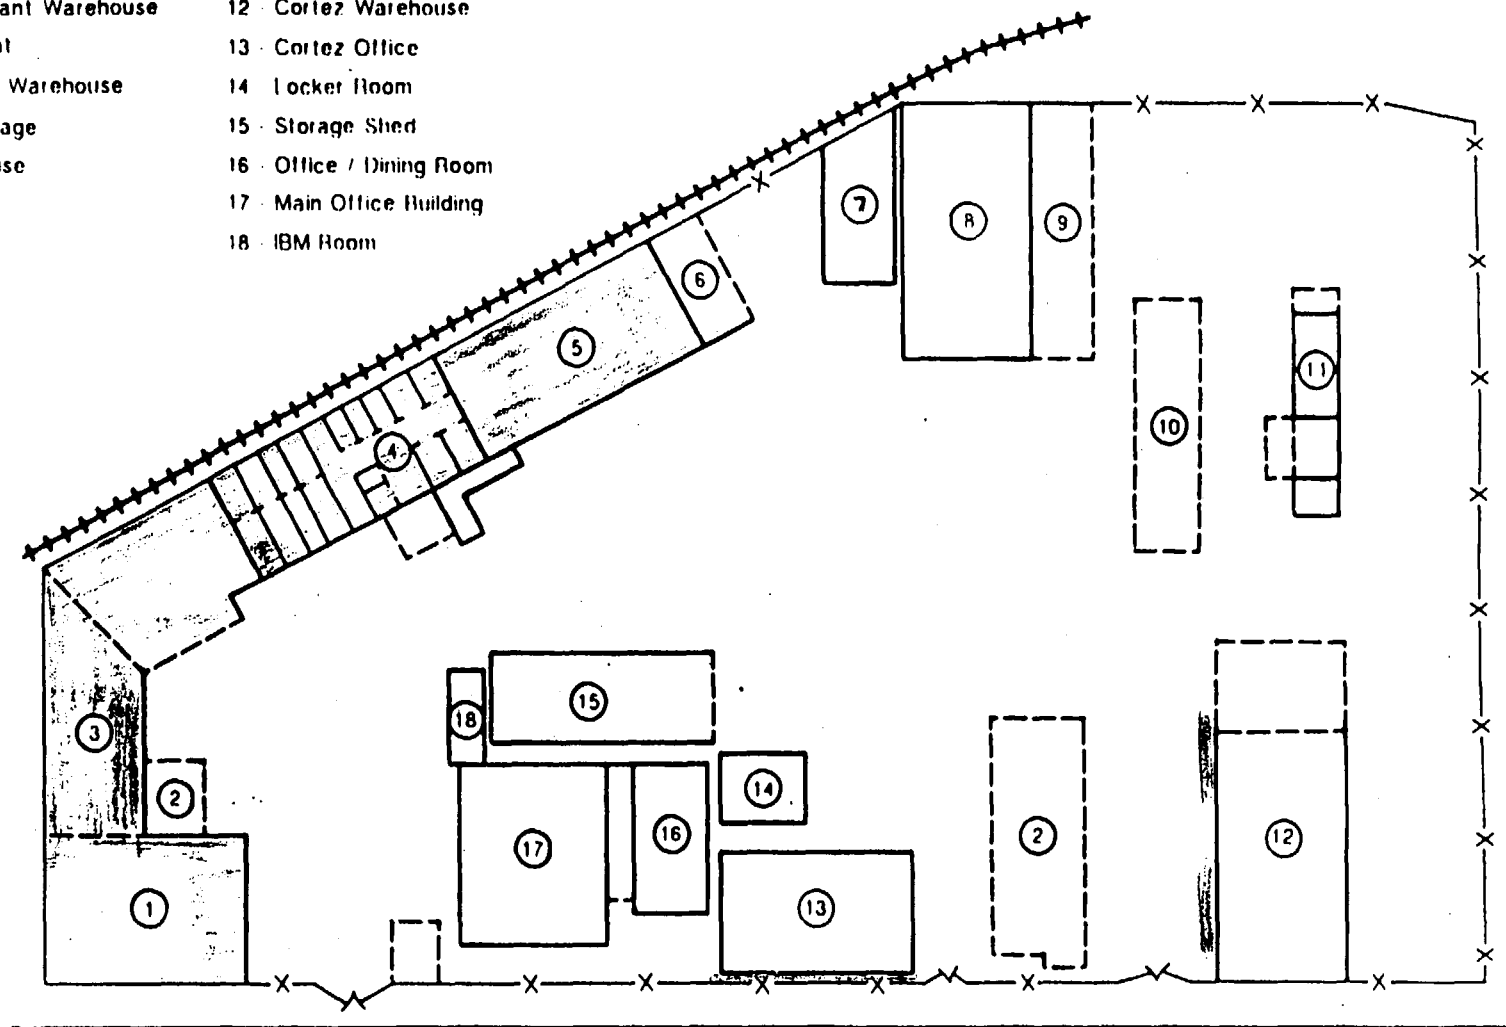 ant Warehouse
t
Warehouse
age
se
12 · Cortez Warehouse
13 · Cortez Office
14 Locker Room
15 · Storage Shed
16 · Office / Dining Room
17 · Main Office Building
18 · IBM Room
7
8
9
6
5
11
10
4
18
15
3
2
14
17
16
2
12
1
13